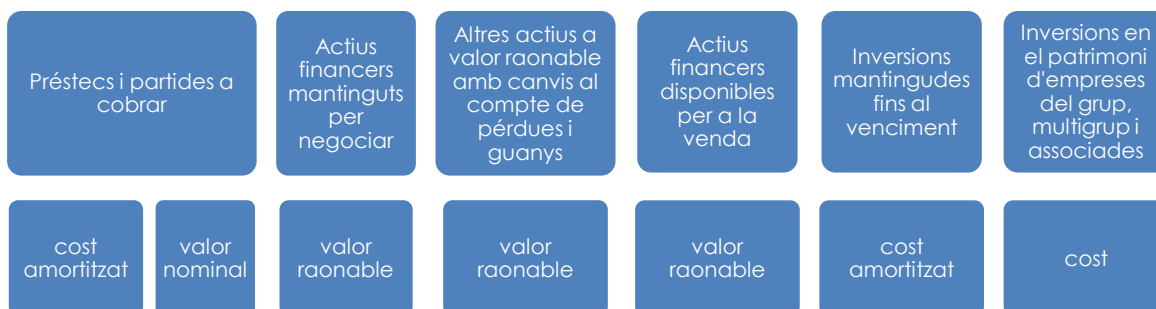 Préstecs i partides a
cobrar
Actius
financers
mantinguts
per
negociar
Altres actius a
valor raonable
amb canvis al
compte de
pérdues i
guanys
Actius
financers
disponibles
per a la
venda
Inversions
mantingudes
fins al
venciment
Inversions en
el patrimoni
d'empreses
del grup,
multigrup i
associades
cost
amortitzat
valor
nominal
valor
raonable
valor
raonable
valor
raonable
cost
amortitzat
cost